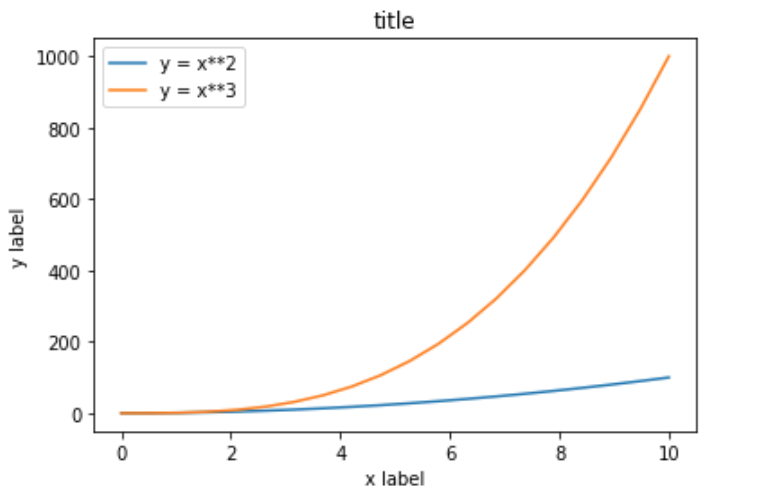 title
y = x**2
y = x**3
1000
800
600
400
200
0
y label
0 2 4 6 8 10
x label